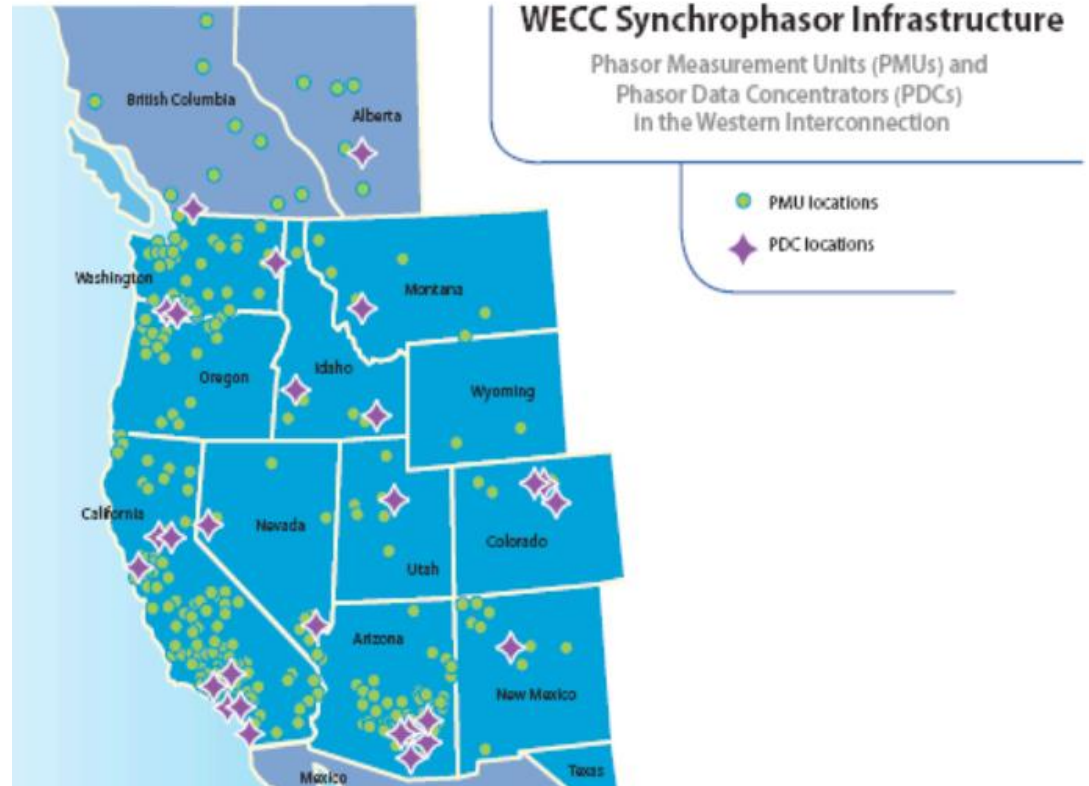 WECC Synchrophasor Infrastructure
Phasor Measurement Units (PMUs) and
Phasor Data Concentrators (PDCs)
in the Western Interconnection
PMU locations
PDC locations
British Columbia
Alberta
Washington
Montana
Oregon
Idaho
Wyoming
California
Nevada
Utah
Colorado
Arizona
New Mexico
Mexico
Texas